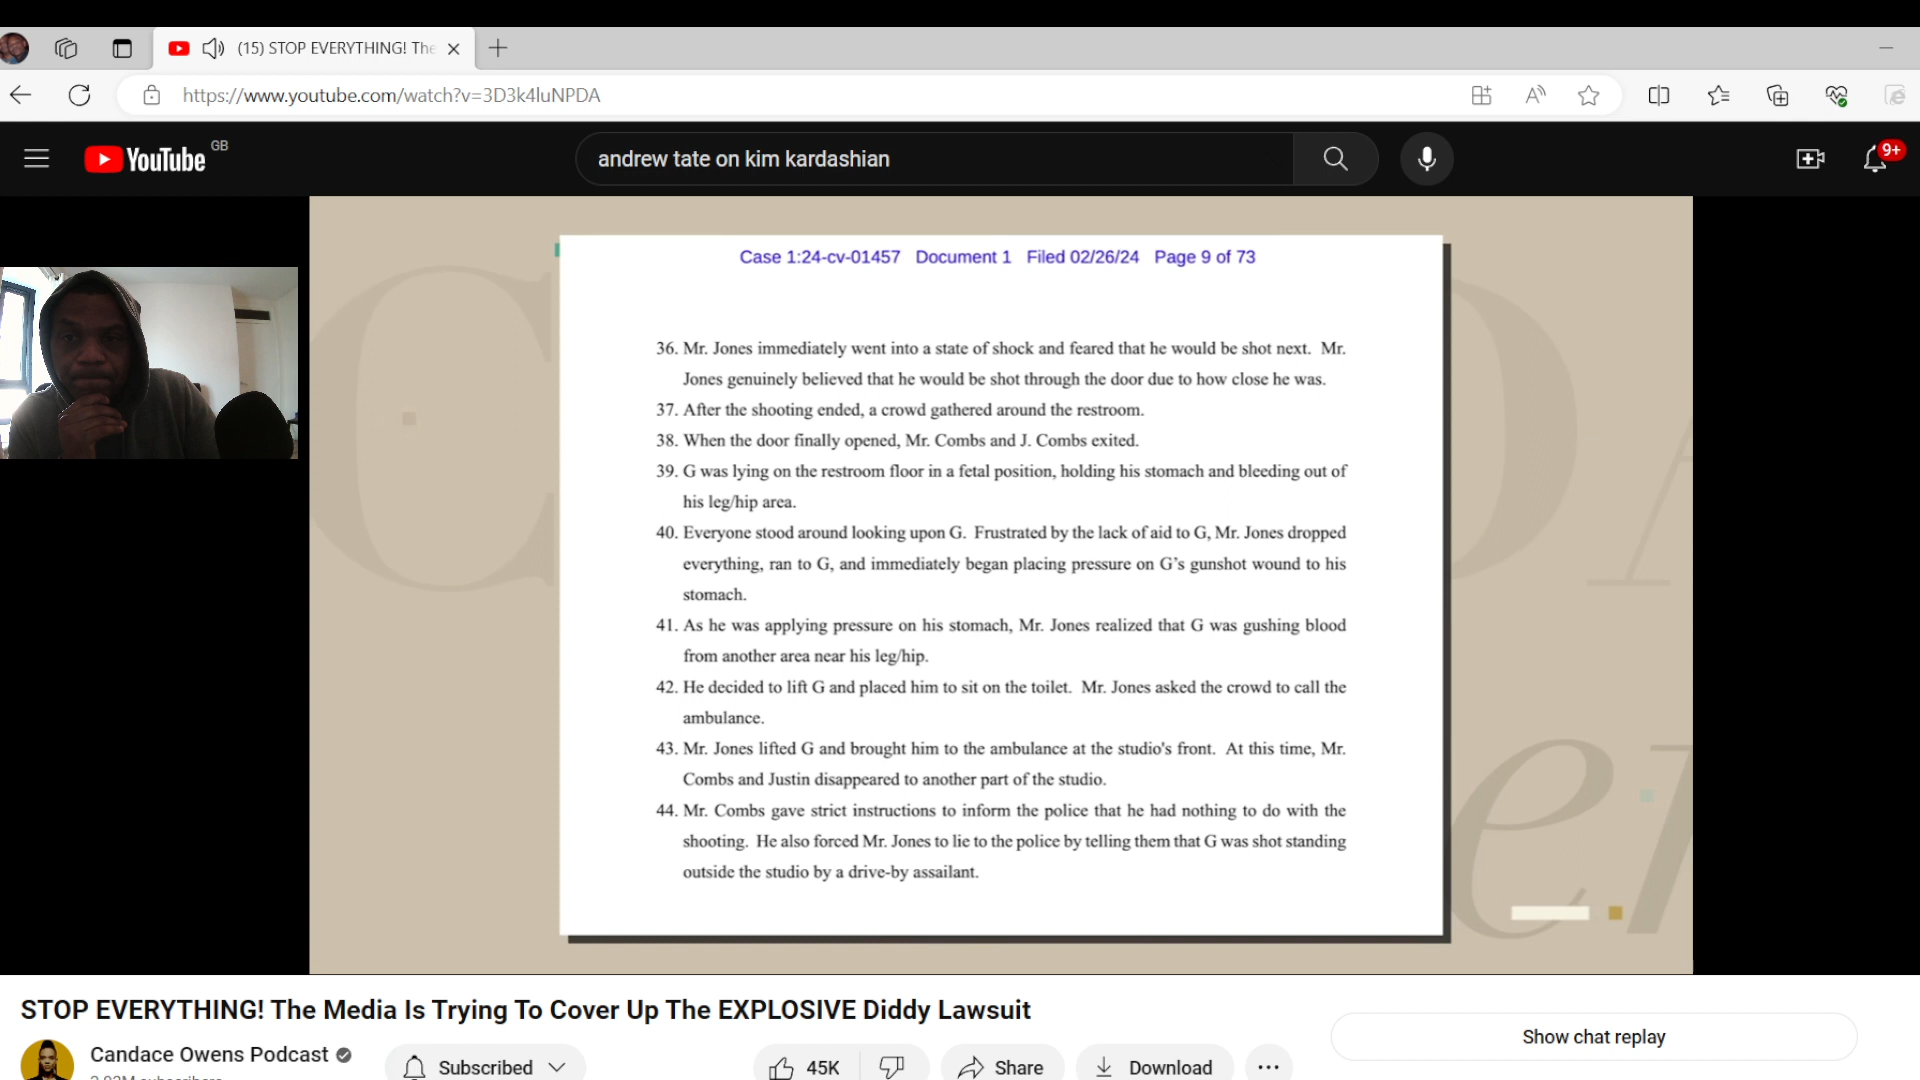 (15) STOP EVERYTHING! The
https://www.youtube.com/watch?v=3D3k4luNPDA
YouTube GB
andrew tate on kim kardashian
9+
Case 1:24-cv-01457 Document 1 Filed 02/26/24 Page 9 of 73
36. Mr. Jones immediately went into a state of shock and feared that he would be shot next. Mr.
Jones genuinely believed that he would be shot through the door due to how close he was.
37. After the shooting ended, a crowd gathered around the restroom.
38. When the door finally opened, Mr. Combs and J. Combs exited.
39. G was lying on the restroom floor in a fetal position, holding his stomach and bleeding out of
his leg/hip area.
40. Everyone stood around looking upon G. Frustrated by the lack of aid to G, Mr. Jones dropped
everything, ran to G, and immediately began placing pressure on G's gunshot wound to his
stomach.
41. As he was applying pressure on his stomach, Mr. Jones realized that G was gushing blood
from another area near his leg/hip.
42. He decided to lift G and placed him to sit on the toilet. Mr. Jones asked the crowd to call the
ambulance.
43. Mr. Jones lifted G and brought him to the ambulance at the studio's front. At this time, Mr.
Combs and Justin disappeared to another part of the studio.
44. Mr. Combs gave strict instructions to inform the police that he had nothing to do with the
shooting. He also forced Mr. Jones to lie to the police by telling them that G was shot standing
outside the studio by a drive-by assailant.
STOP EVERYTHING! The Media Is Trying To Cover Up The EXPLOSIVE Diddy Lawsuit
Show chat replay
Candace Owens Podcast
Subscribed
45K
Share
Download